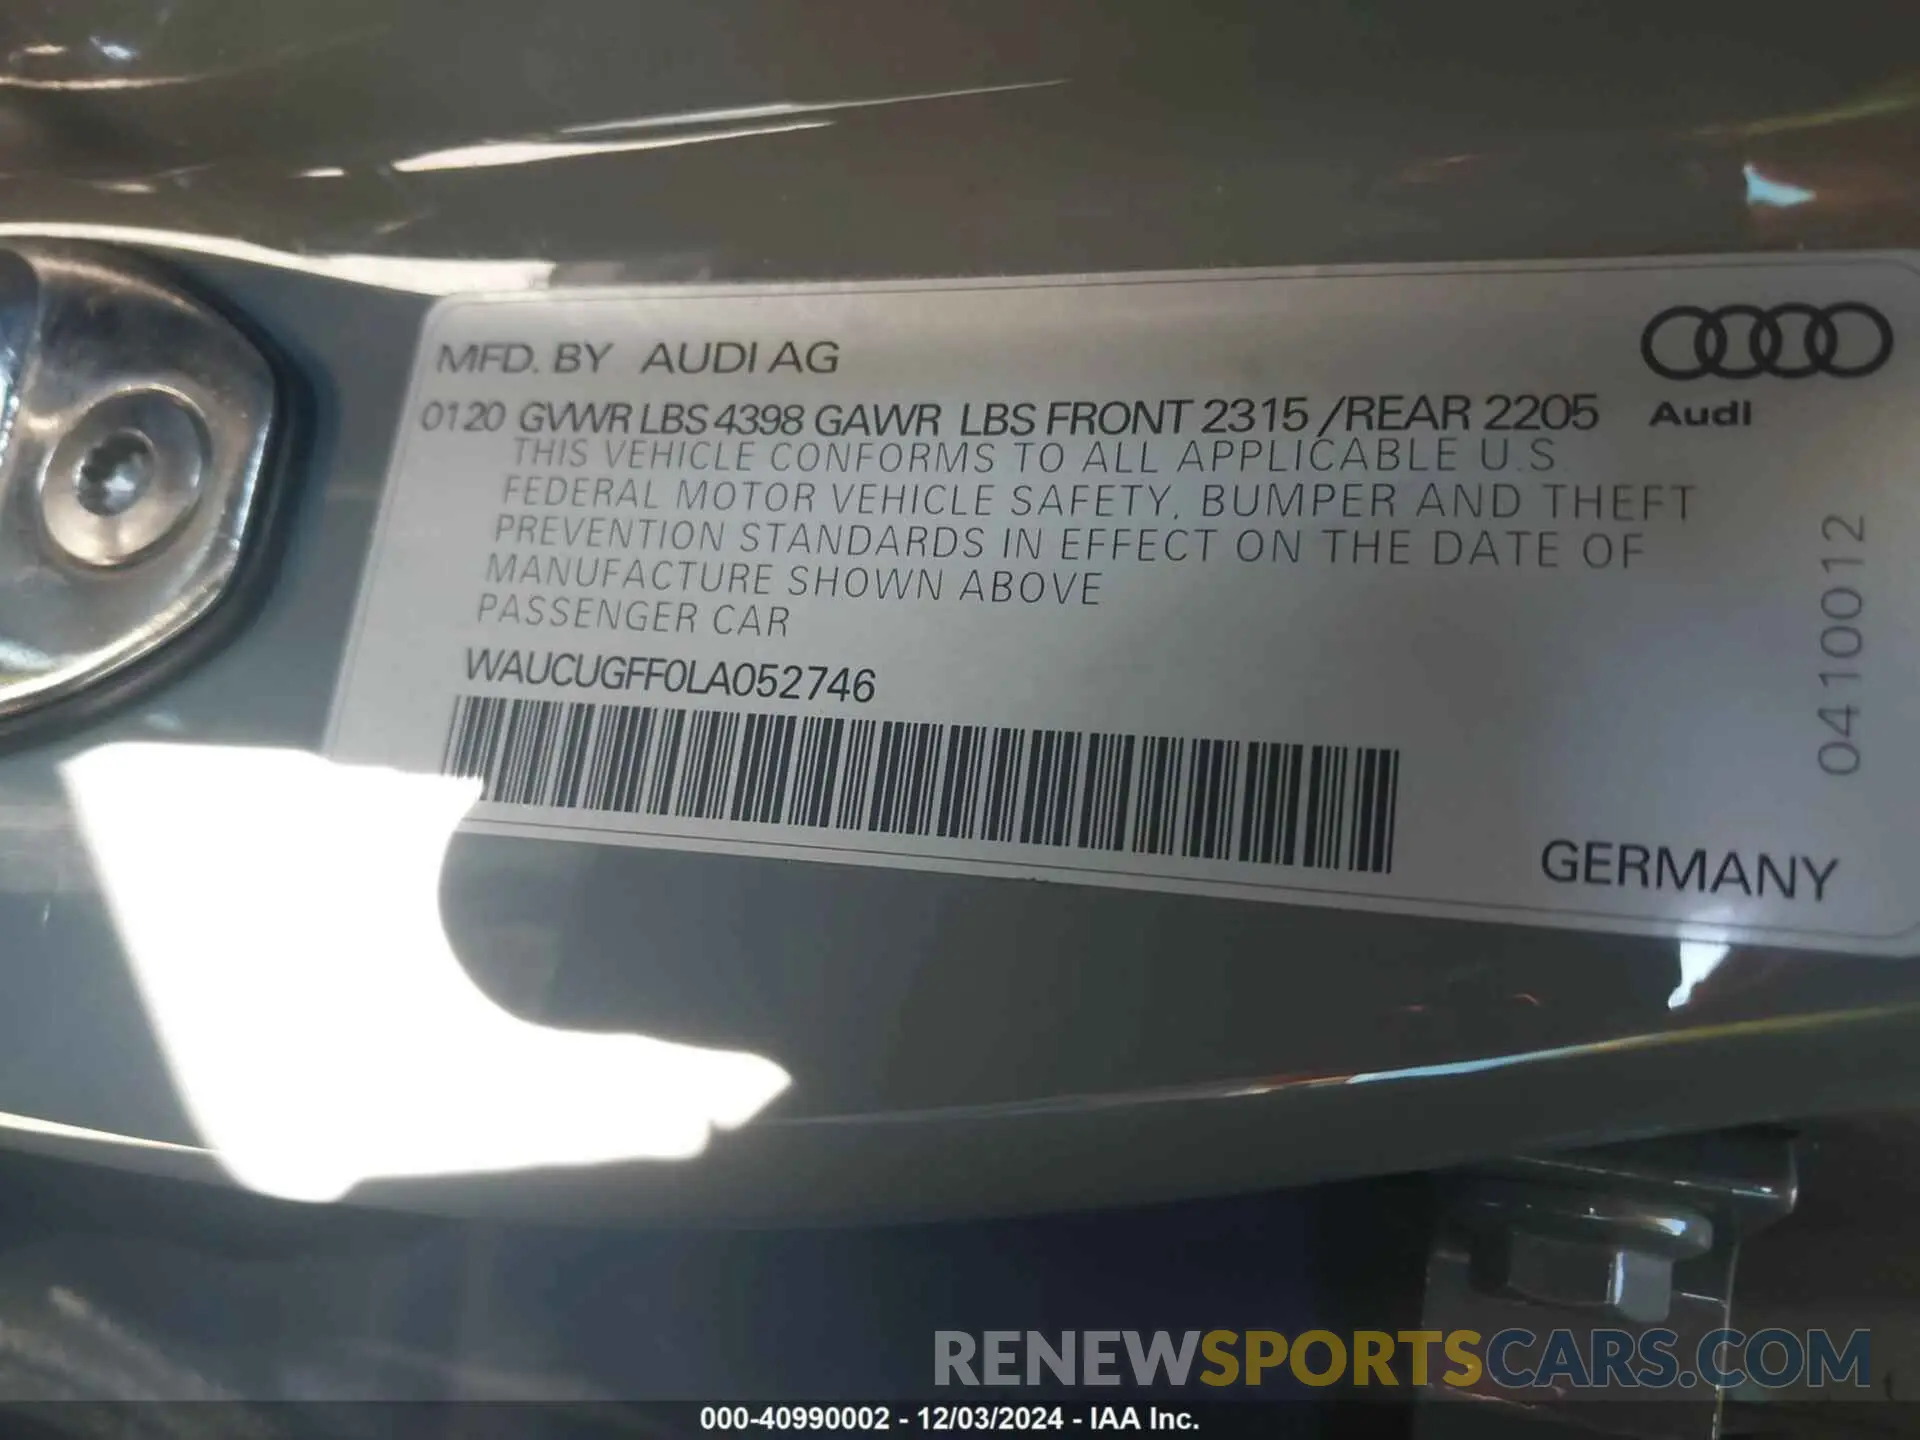 MFD. BY AUDI AG
0120 GVWR LBS 4398 GAWR LBS FRONT 2315 /REAR 2205
Audi
THIS VEHICLE CONFORMS TO ALL APPLICABLE U.S.
FEDERAL MOTOR VEHICLE SAFETY, BUMPER AND THEFT
PREVENTION STANDARDS IN EFFECT ON THE DATE OF
MANUFACTURE SHOWN ABOVE
PASSENGER CAR
WAUCUGFF0LA052746
0410012
GERMANY
RENEWSPORTSCARS.COM
000-40990002 - 12/03/2024 - IAA Inc.